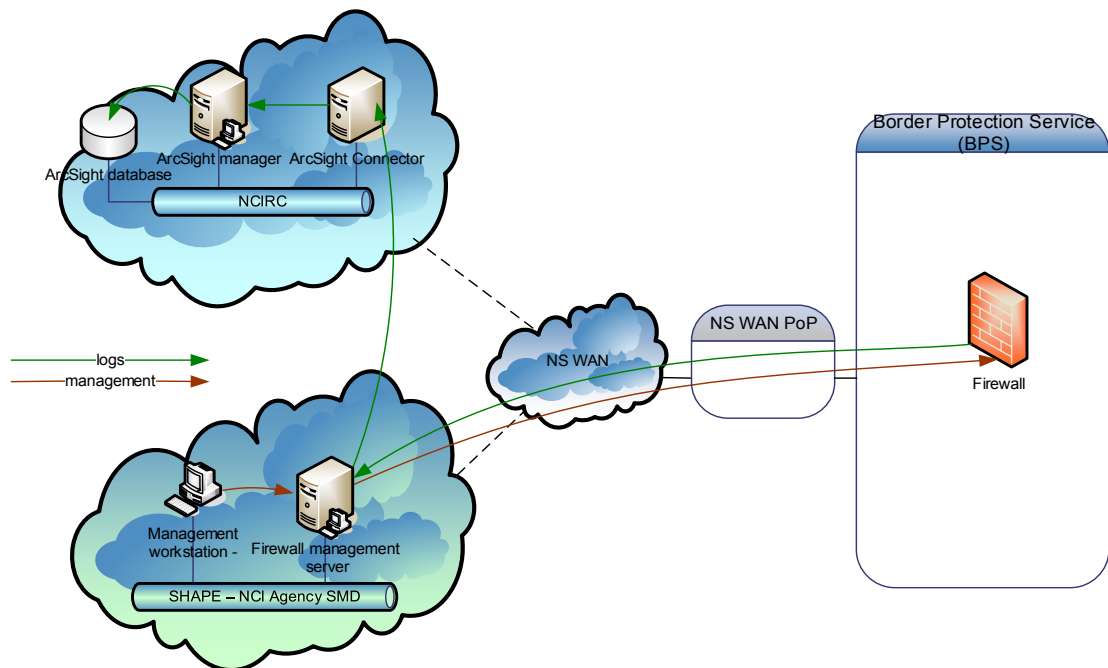 ArcSight manager
ArcSight Connector
ArcSight database
NCIRC
Border Protection Service
(BPS)
NS WAN PoP
NS WAN
logs
management
Firewall
Management
workstation -
Firewall management
server
SHAPE – NCI Agency SMD